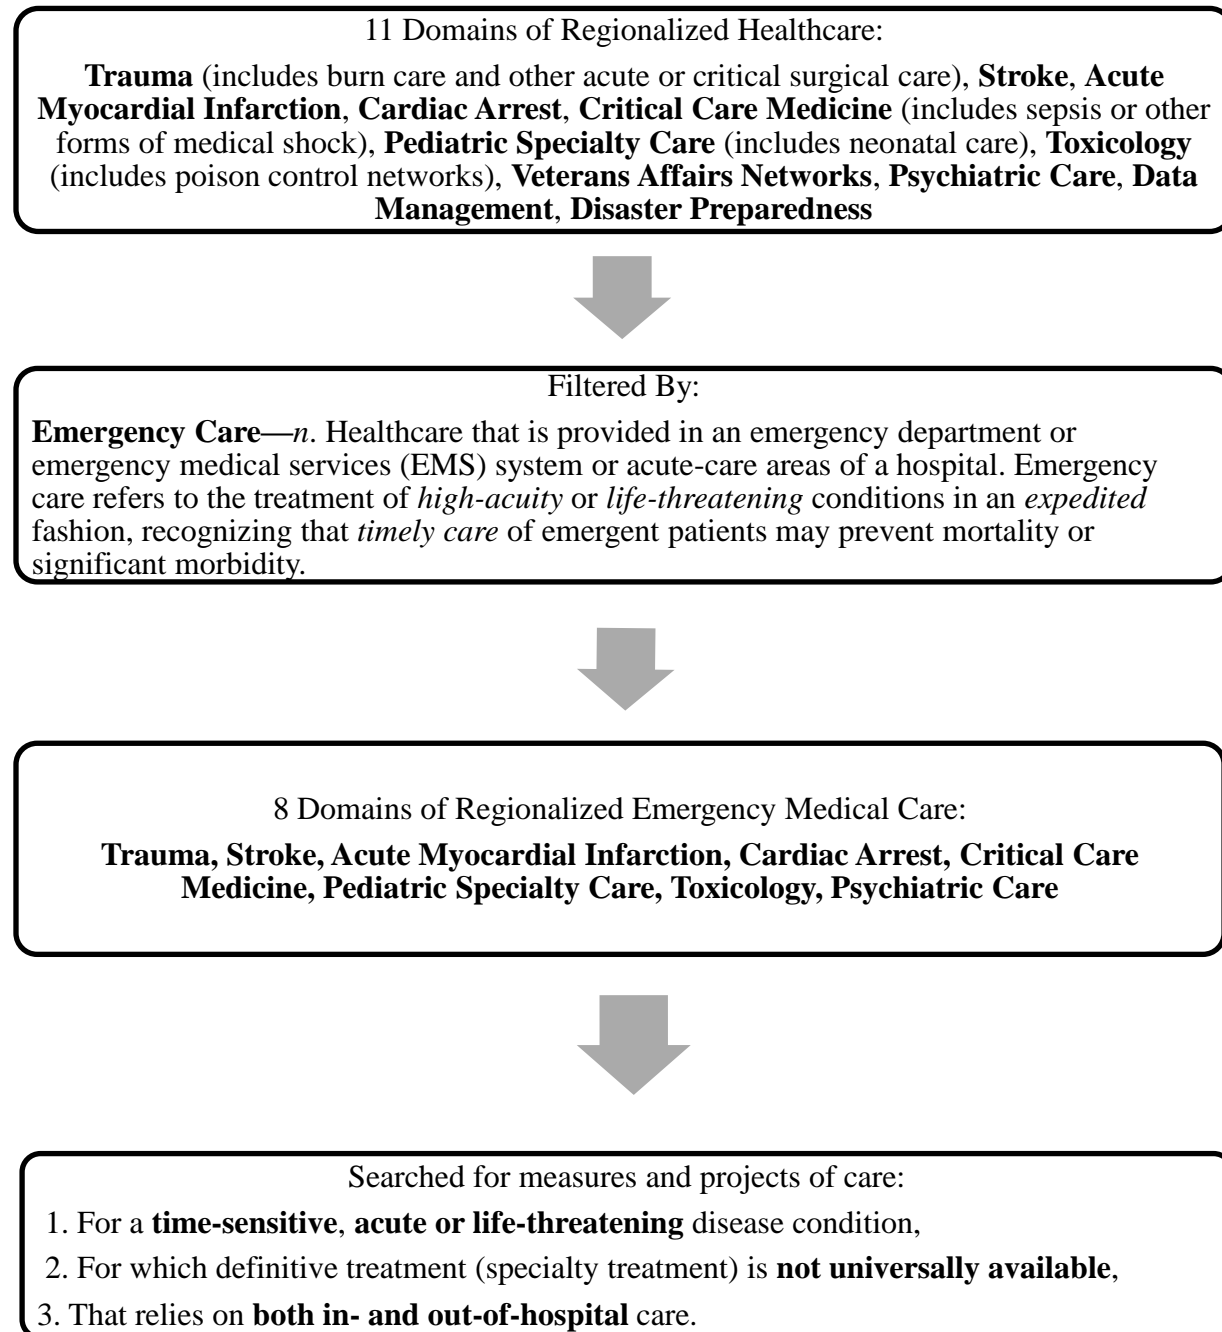 11 Domains of Regionalized Healthcare:
Trauma (includes burn care and other acute or critical surgical care), Stroke, Acute
Myocardial Infarction, Cardiac Arrest, Critical Care Medicine (includes sepsis or other
forms of medical shock), Pediatric Specialty Care (includes neonatal care), Toxicology
(includes poison control networks), Veterans Affairs Networks, Psychiatric Care, Data
Management, Disaster Preparedness
Filtered By:
Emergency Care—n. Healthcare that is provided in an emergency department or
emergency medical services (EMS) system or acute-care areas of a hospital. Emergency
care refers to the treatment of high-acuity or life-threatening conditions in an expedited
fashion, recognizing that timely care of emergent patients may prevent mortality or
significant morbidity.
8 Domains of Regionalized Emergency Medical Care:
Trauma, Stroke, Acute Myocardial Infarction, Cardiac Arrest, Critical Care
Medicine, Pediatric Specialty Care, Toxicology, Psychiatric Care
Searched for measures and projects of care:
1. For a time-sensitive, acute or life-threatening disease condition,
2. For which definitive treatment (specialty treatment) is not universally available,
3. That relies on both in- and out-of-hospital care.